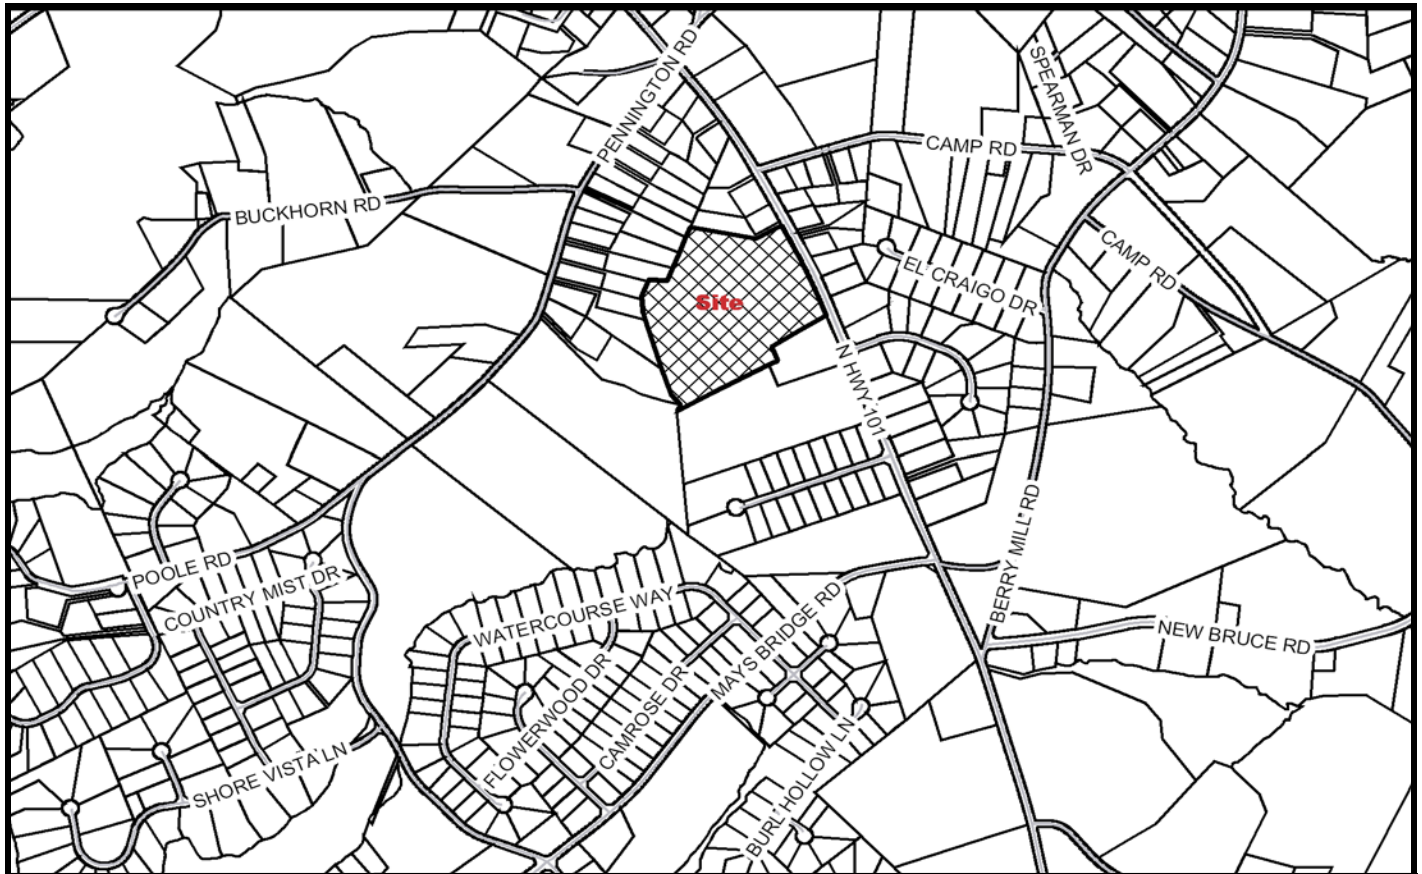 PENNINGTON RD
SPEARMAN DR
CAMP RD
BUCKHORN RD
CAMP RD
EL CRAIGO DR
Site
N HWY 101
BERRY MILL RD
POOLE RD
COUNTRY MIST DR
WATERCOURSE WAY
MAYS BRIDGE RD
NEW BRUCE RD
FLOWERWOOD DR
CAMROSE DR
SHORE VISTA LN
BURL HOLLOW LN